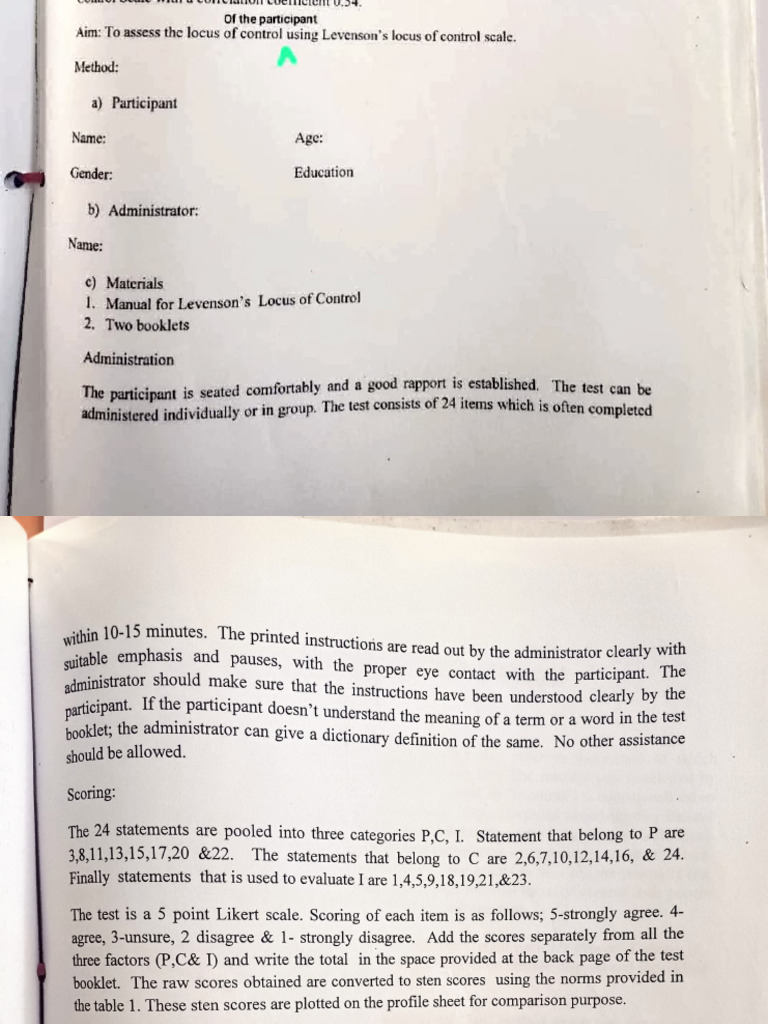 Control Scale with a correlation coefficient 0.54.
Of the participant
Aim: To assess the locus of control using Levenson's locus of control scale.
Method:
a) Participant
Name: Age:
Gender: Education
b) Administrator:
Name:
c) Materials
1. Manual for Levenson's Locus of Control
2. Two booklets
Administration
The participant is seated comfortably and a good rapport is established. The test can be
administered individually or in group. The test consists of 24 items which is often completed
within 10-15 minutes. The printed instructions are read out by the administrator clearly with
suitable emphasis and pauses, with the proper eye contact with the participant. The
administrator should make sure that the instructions have been understood clearly by the
participant. If the participant doesn't understand the meaning of a term or a word in the test
booklet; the administrator can give a dictionary definition of the same. No other assistance
should be allowed.
Scoring:
The 24 statements are pooled into three categories P,C, I. Statement that belong to P are
3,8,11,13,15,17,20 &22. The statements that belong to C are 2,6,7,10,12,14,16, & 24.
Finally statements that is used to evaluate I are 1,4,5,9,18,19,21,&23.
The test is a 5 point Likert scale. Scoring of each item is as follows; 5-strongly agree. 4-
agree, 3-unsure, 2 disagree & 1- strongly disagree. Add the scores separately from all the
three factors (P,C& I) and write the total in the space provided at the back page of the test
booklet. The raw scores obtained are converted to sten scores using the norms provided in
the table 1. These sten scores are plotted on the profile sheet for comparison purpose.